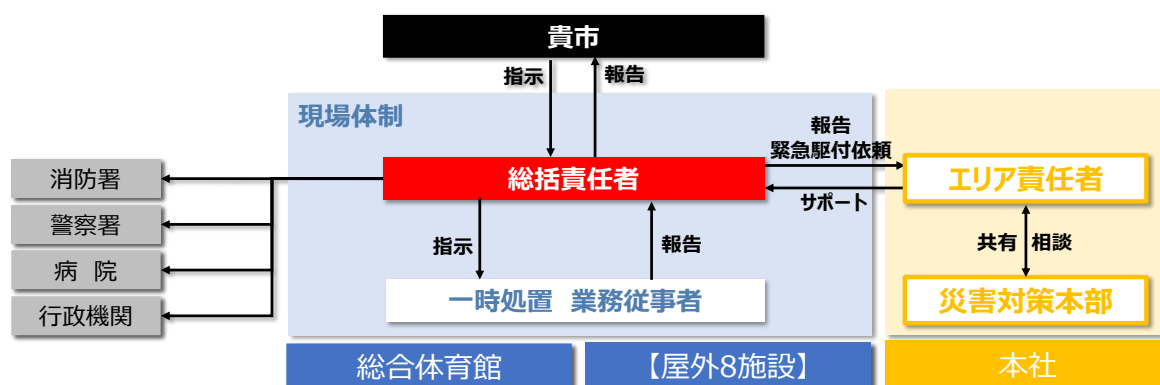 貴市
指示
報告
現場体制
報告
緊急駆付依頼
消防署
総括責任者
エリア責任者
サポート
警察署
指示
報告
共有 相談
病 院
一時処置 業務従事者
災害対策本部
行政機関
総合体育館
【屋外8施設】
本社